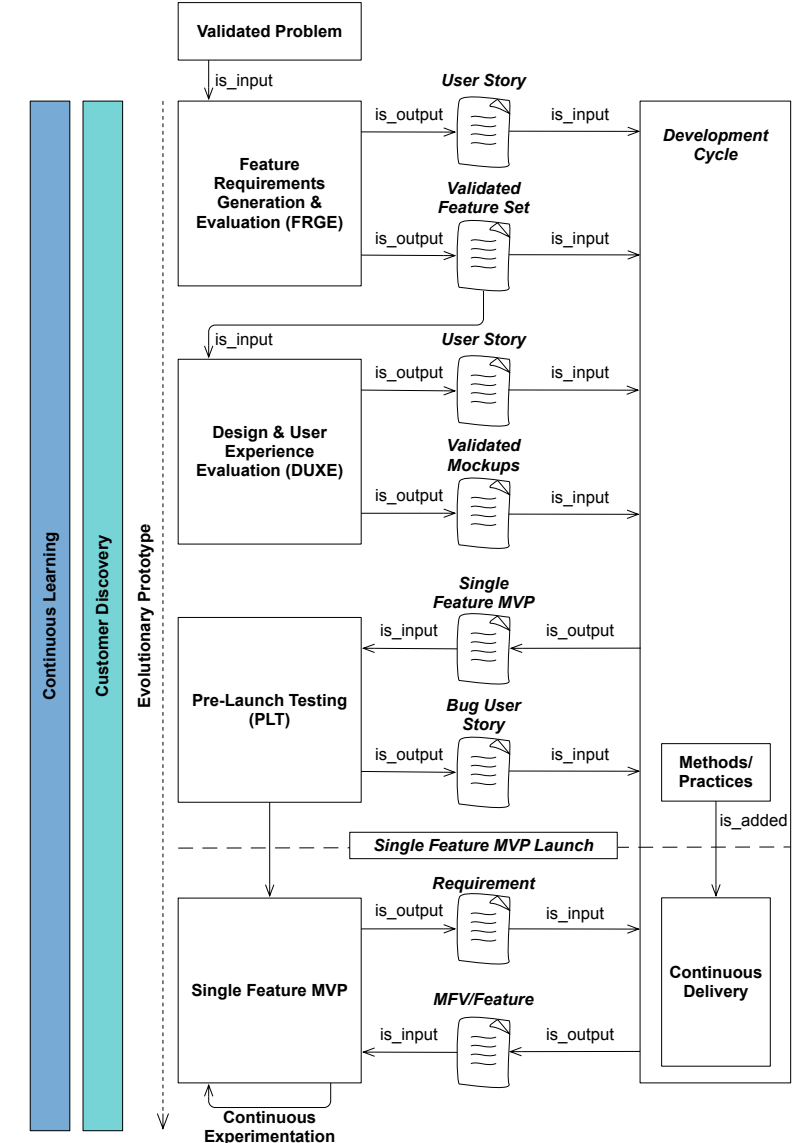 Validated Problem
is_input
User Story
is_output
is_input
Development
Cycle
Feature
Requirements
Generation &
Evaluation (FRGE)
Validated
Feature Set
is_output
is_input
is_input
User Story
is_output
is_input
Design & User
Experience
Evaluation (DUXE)
Validated
Mockups
is_output
is_input
Continuous Learning
Customer Discovery
Evolutionary Prototype
Single
Feature MVP
is_input
is_output
Pre-Launch Testing
(PLT)
Bug User
Story
is_output
is_input
Methods/
Practices
is_added
Single Feature MVP Launch
Requirement
is_output
is_input
Single Feature MVP
Continuous
Delivery
MFV/Feature
is_input
is_output
Continuous
Experimentation